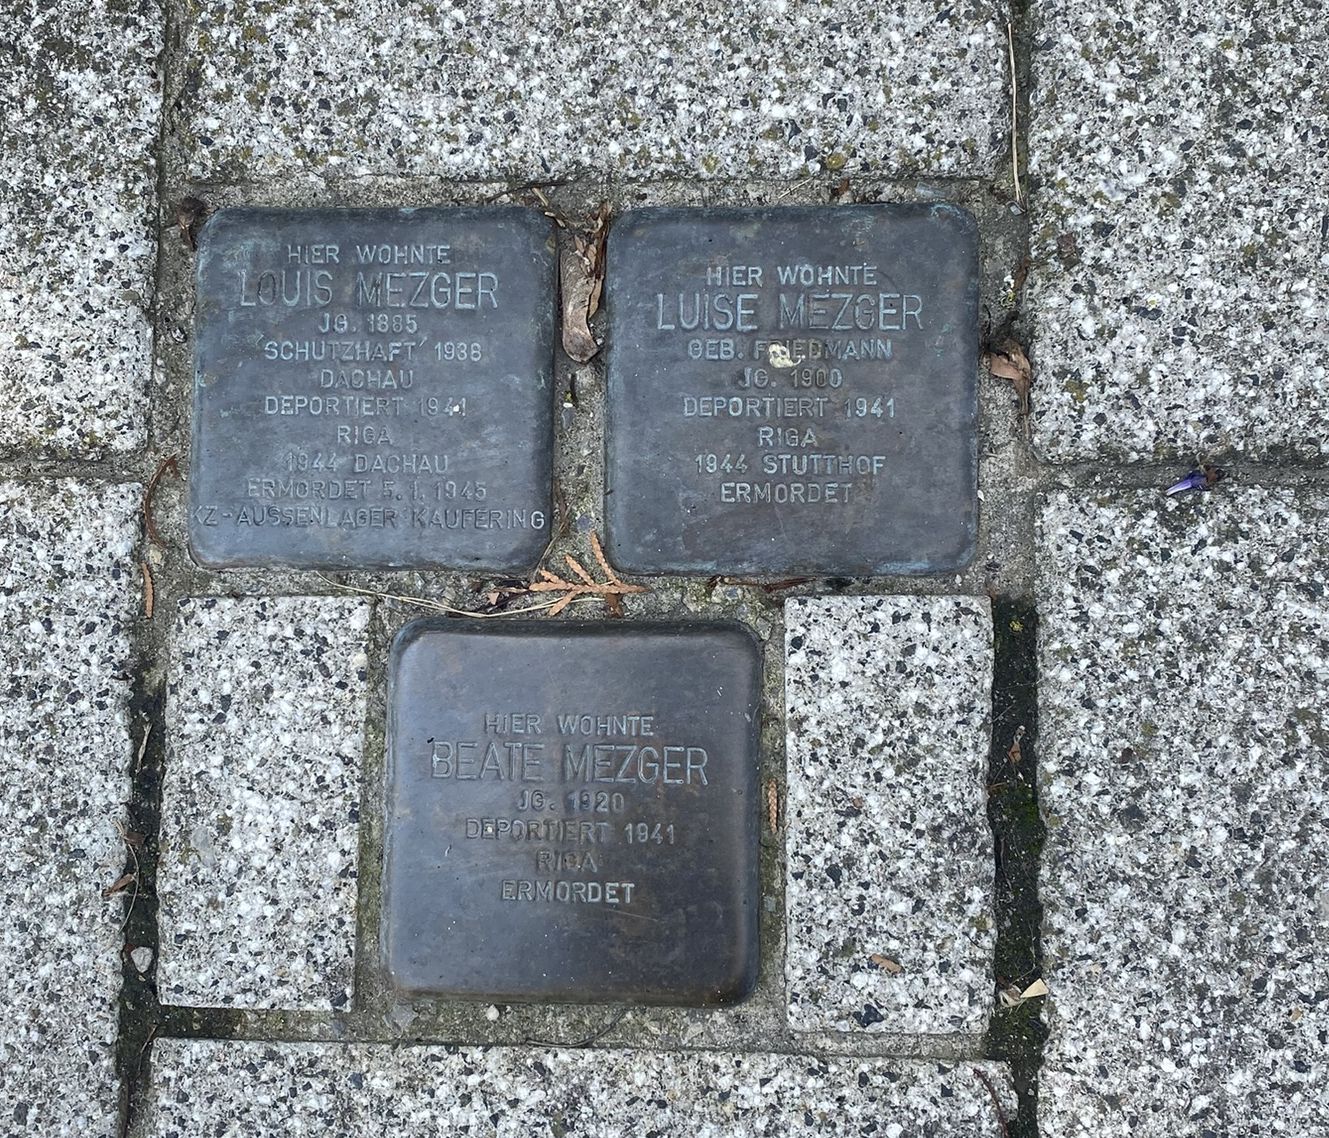 HIER WOHNTE
LOUIS MEZGER
JG. 1885
'SCHUTZHAFT' 1938
DACHAU
DEPORTIERT 1941
RIGA
1944 DACHAU
ERMORDET 5.1.1945
KZ-AUSSENLAGER KAUFERING
HIER WOHNTE
LUISE MEZGER
GEB. FRIEDMANN
JG. 1900
DEPORTIERT 1941
RIGA
1944 STUTTHOF
ERMORDET
HIER WOHNTE
BEATE MEZGER
JG. 1920
DEPORTIERT 1941
RIGA
ERMORDET